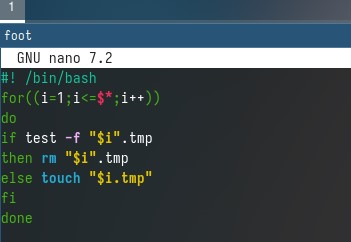 1
foot
GNU nano 7.2
#! /bin/bash
for((i=1;i<=$*;i++))
do
if test -f "$i".tmp
then rm "$i".tmp
else touch "$i.tmp"
fi
done